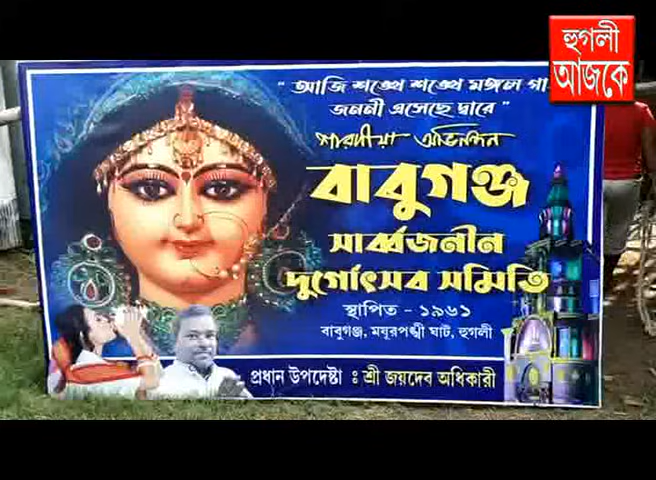 হুগলী
আজকে
" আজি শঙ্খে শঙ্খে মঙ্গল গা
জননী এসেছে দ্বারে "
শারদীয়া অভিনন্দন
বাবুগঞ্জ
সার্ব্বজনীন
দুর্গোৎসব সমিতি
স্থাপিত - ১৯৬১
বাবুগঞ্জ, ময়ূরপঙ্খী ঘাট, হুগলী
প্রধান উপদেষ্টা ঃ শ্রী জয়দেব অধিকারী